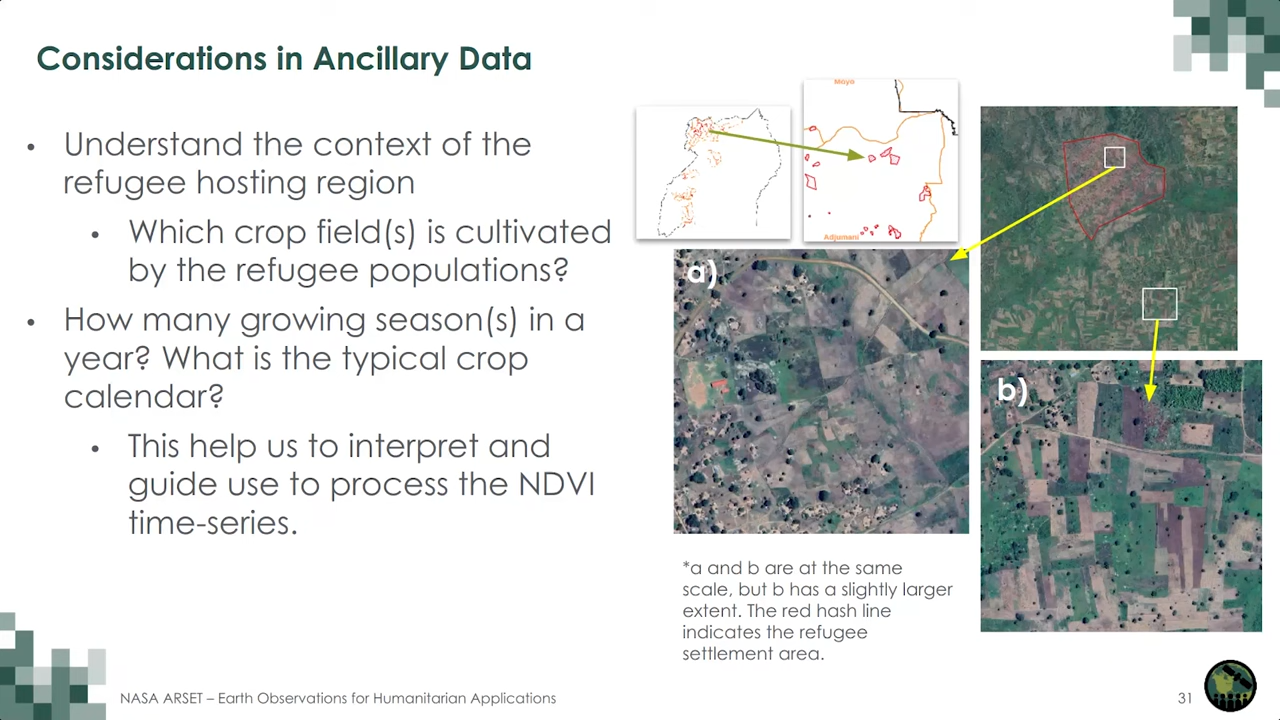 Considerations in Ancillary Data
• Understand the context of the
refugee hosting region
• Which crop field(s) is cultivated
by the refugee populations?
• How many growing season(s) in a
year? What is the typical crop
calendar?
• This help us to interpret and
guide use to process the NDVI
time-series.
Moyo
Adjumani
a)
b)
*a and b are at the same
scale, but b has a slightly larger
extent. The red hash line
indicates the refugee
settlement area.
NASA ARSET – Earth Observations for Humanitarian Applications
31